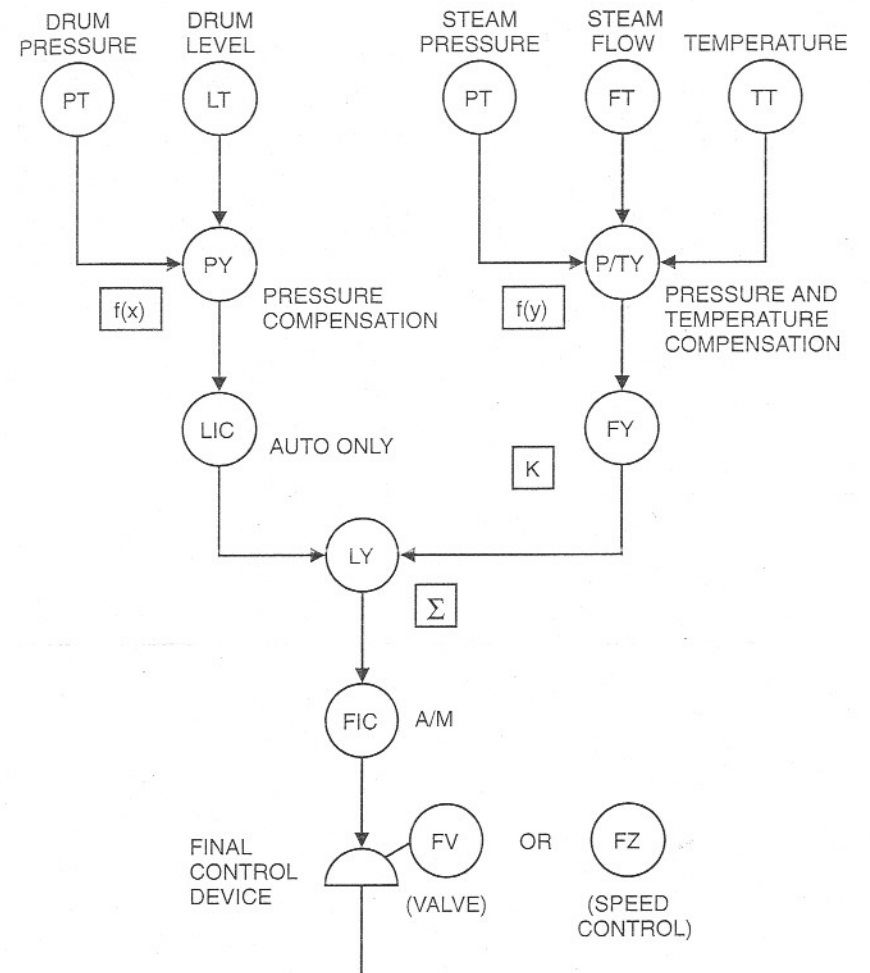 DRUM
PRESSURE
DRUM
LEVEL
STEAM
PRESSURE
STEAM
FLOW
TEMPERATURE
PT
LT
PT
FT
TT
PY
P/TY
f(x)
PRESSURE
COMPENSATION
f(y)
PRESSURE AND
TEMPERATURE
COMPENSATION
LIC
AUTO ONLY
FY
K
LY
Σ
FIC
A/M
FINAL
CONTROL
DEVICE
FV
(VALVE)
OR
FZ
(SPEED
CONTROL)